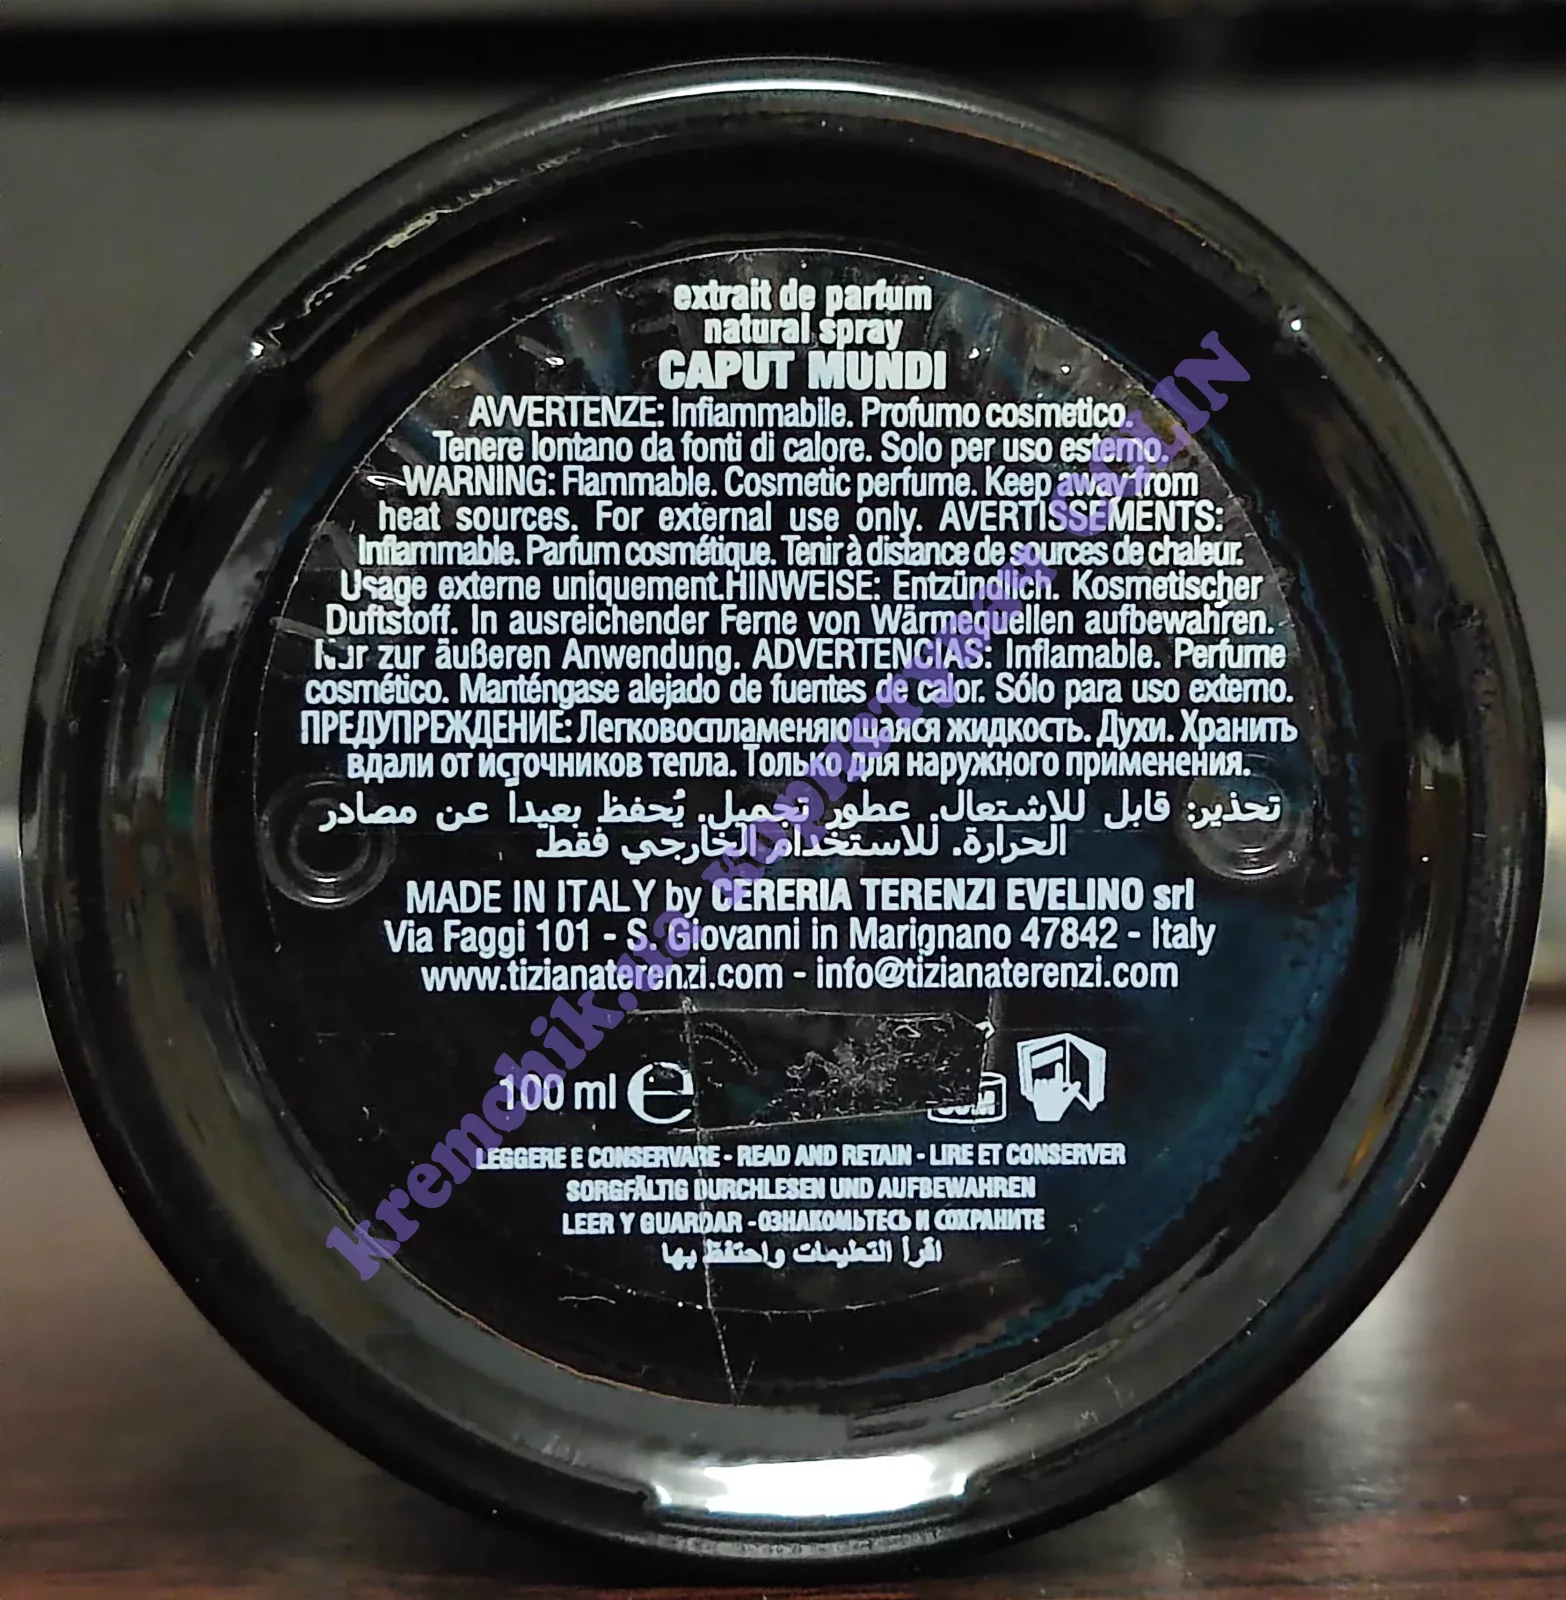 extrait de parfum
natural spray
CAPUT MUNDI
AVVERTENZE: Infiammabile. Profumo cosmetico.
Tenere lontano da fonti di calore. Solo per uso esterno.
WARNING: Flammable. Cosmetic perfume. Keep away from
heat sources. For external use only. AVERTISSEMENTS:
Inflammable. Parfum cosmétique. Tenir à distance de sources de chaleur.
Usage externe uniquement.HINWEISE: Entzündlich. Kosmetischer
Duftstoff. In ausreichender Ferne von Wärmequellen aufbewahren.
Nur zur äußeren Anwendung. ADVERTENCIAS: Inflamable. Perfume
cosmético. Manténgase alejado de fuentes de calor. Sólo para uso externo.
ПРЕДУПРЕЖДЕНИЕ: Легковоспламеняющаяся жидкость. Духи. Хранить
вдали от источников тепла. Только для наружного применения.
تحذير: قابل للاشتعال. عطور تجميل. يُحفظ بعيداً عن مصادر
الحرارة. للاستخدام الخارجي فقط.
MADE IN ITALY by CERERIA TERENZI EVELINO srl
Via Faggi 101 - S. Giovanni in Marignano 47842 - Italy
www.tizianaterenzi.com - info@tizianaterenzi.com
100 ml e
LEGGERE E CONSERVARE - READ AND RETAIN - LIRE ET CONSERVER
SORGFÄLTIG DURCHLESEN UND AUFBEWAHREN
LEER Y GUARDAR - ОЗНАКОМЬТЕСЬ И СОХРАНИТЕ
اقرأ التعليمات واحتفظ بها
kremchik.ua копкопупаи COLIN